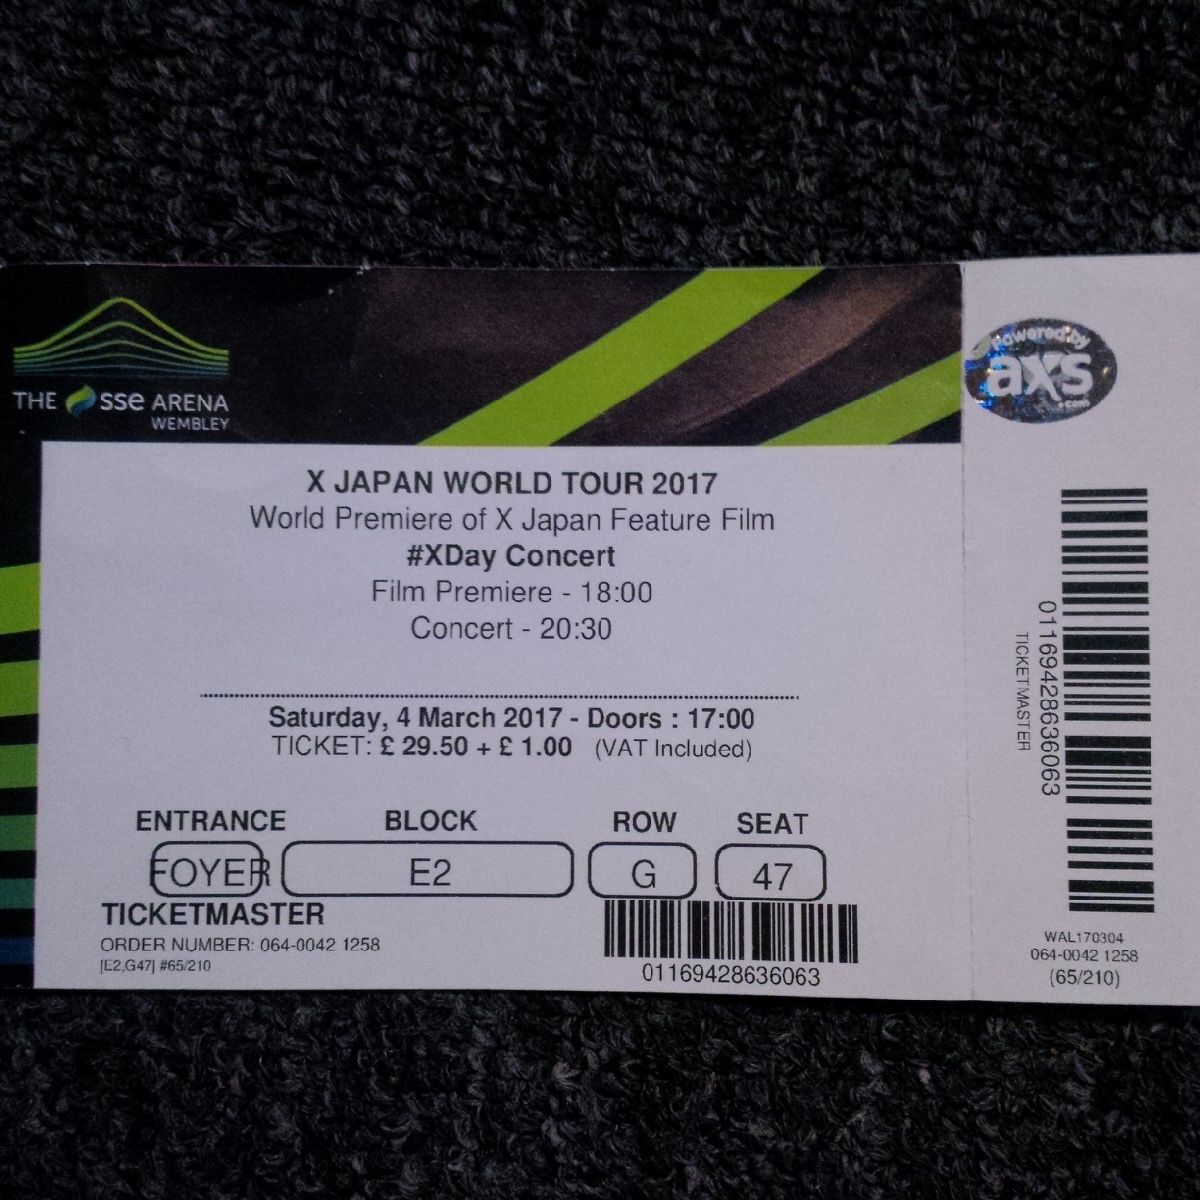 THE sse ARENA
WEMBLEY
Powered by
axs
.com
X JAPAN WORLD TOUR 2017
World Premiere of X Japan Feature Film
#XDay Concert
Film Premiere - 18:00
Concert - 20:30
Saturday, 4 March 2017 - Doors : 17:00
TICKET: £ 29.50 + £ 1.00 (VAT Included)
ENTRANCE BLOCK ROW SEAT
FOYER E2 G 47
TICKETMASTER
ORDER NUMBER: 064-0042 1258
[E2,G47] #65/210
01169428636063
01169428636063
TICKETMASTER
WAL170304
064-0042 1258
(65/210)